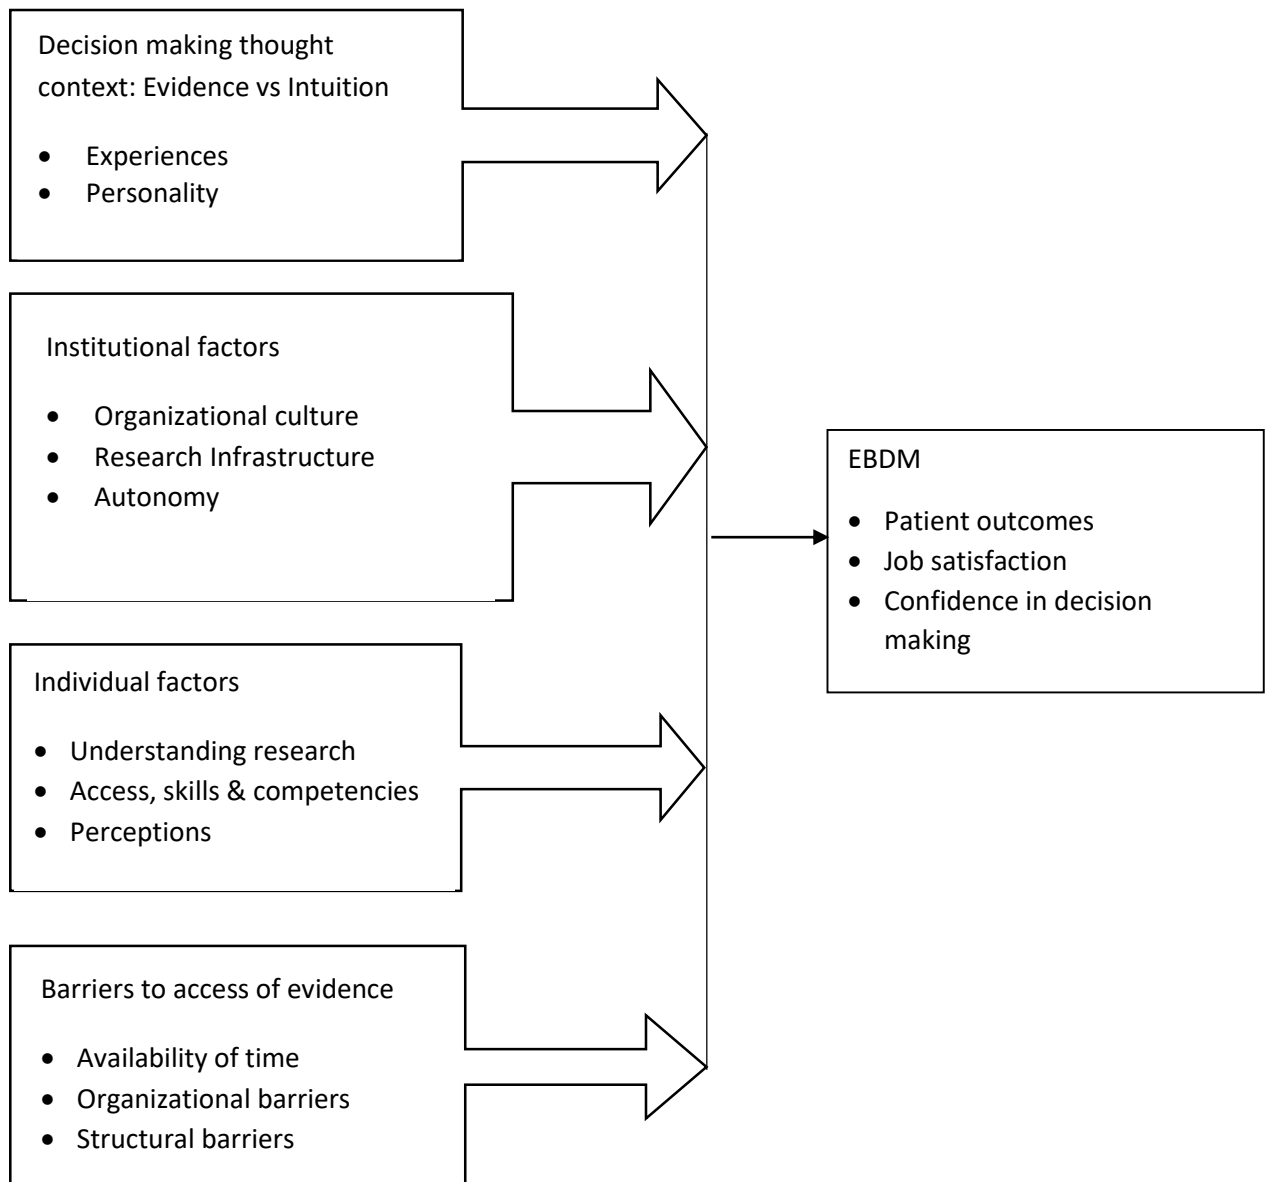 Decision making thought
context: Evidence vs Intuition
• Experiences
• Personality
Institutional factors
• Organizational culture
• Research Infrastructure
• Autonomy
EBDM
• Patient outcomes
• Job satisfaction
• Confidence in decision
making
Individual factors
• Understanding research
• Access, skills & competencies
• Perceptions
Barriers to access of evidence
• Availability of time
• Organizational barriers
• Structural barriers